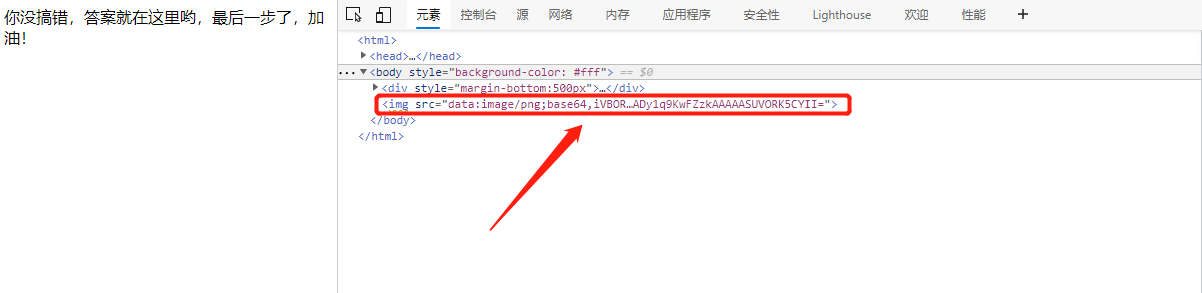 你没搞错，答案就在这里哟，最后一步了，加
油！
元素 控制台 源 网络 内存 应用程序 安全性 Lighthouse 欢迎 性能 +
<html>
<head>…</head>
... <body style="background-color: #fff"> == $0
<div style="margin-bottom:500px">…</div>
<img src="data:image/png;base64,iVBOR…ADy1q9KwFZzkAAAAASUVORK5CYII=">
</body>
</html>